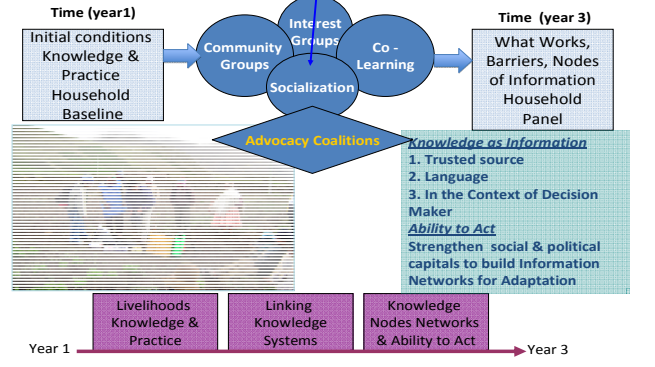 Time (year1)
Initial conditions
Knowledge &
Practice
Household
Baseline
Community
Groups
Interest
Groups
Co -
Learning
Socialization
Advocacy Coalitions
Time (year 3)
What Works,
Barriers, Nodes
of Information
Household
Panel
Knowledge as Information
1. Trusted source
2. Language
3. In the Context of Decision
Maker
Ability to Act
Strengthen social & political
capitals to build Information
Networks for Adaptation
Livelihoods
Knowledge &
Practice
Linking
Knowledge
Systems
Knowledge
Nodes Networks
& Ability to Act
Year 1
Year 3